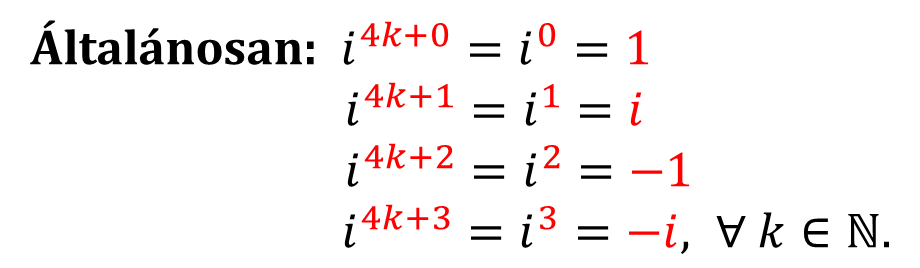 Általánosan: i^{4k+0} = i^0 = 1
i^{4k+1} = i^1 = i
i^{4k+2} = i^2 = −1
i^{4k+3} = i^3 = −i, ∀ k ∈ ℕ.